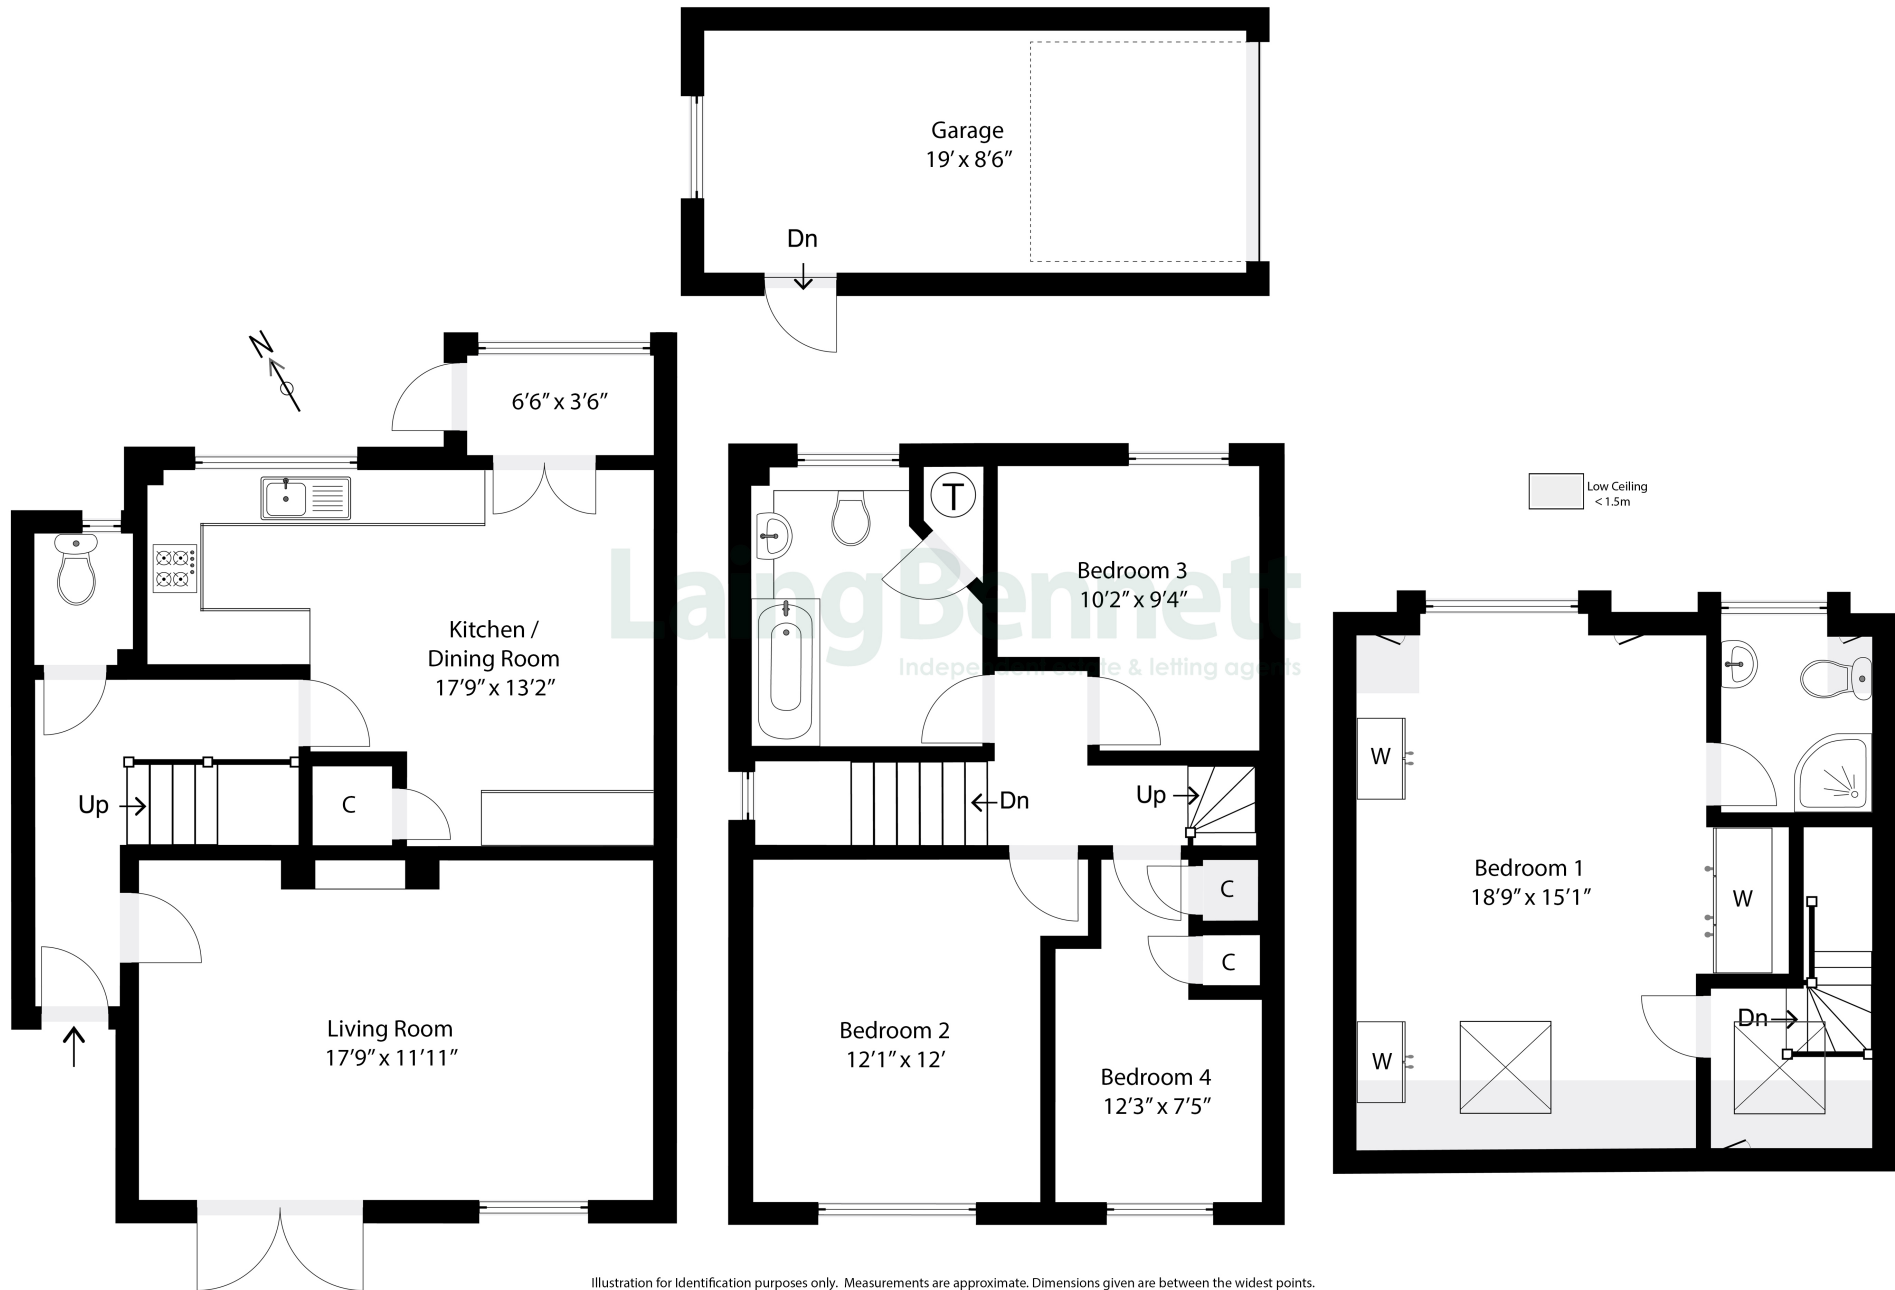 Garage
19’ x 8’6”
Dn
N
6’6” x 3’6”
Kitchen /
Dining Room
17’9” x 13’2”
Up
C
Living Room
17’9” x 11’11”
T
Bedroom 3
10’2” x 9’4”
LaingBennett
Independent estate & letting agents
Dn
Up
C
C
Bedroom 2
12’1” x 12’
Bedroom 4
12’3” x 7’5”
Low Ceiling
< 1.5m
W
Bedroom 1
18’9” x 15’1”
W
Dn
W
Illustration for Identification purposes only. Measurements are approximate. Dimensions given are between the widest points.